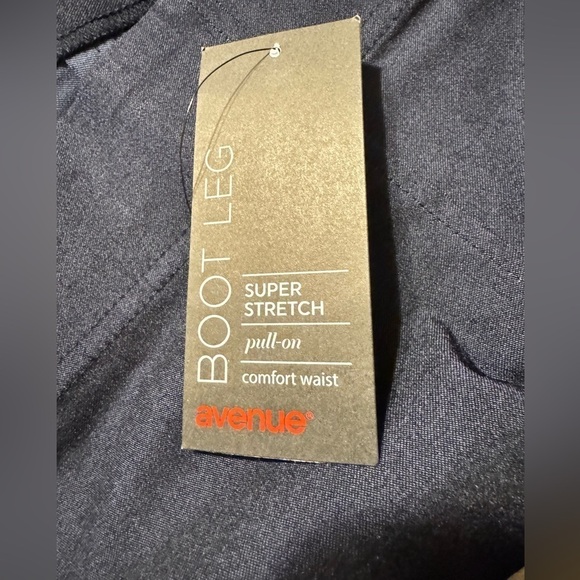 BOOT LEG
SUPER
STRETCH
pull-on
comfort waist
avenue®